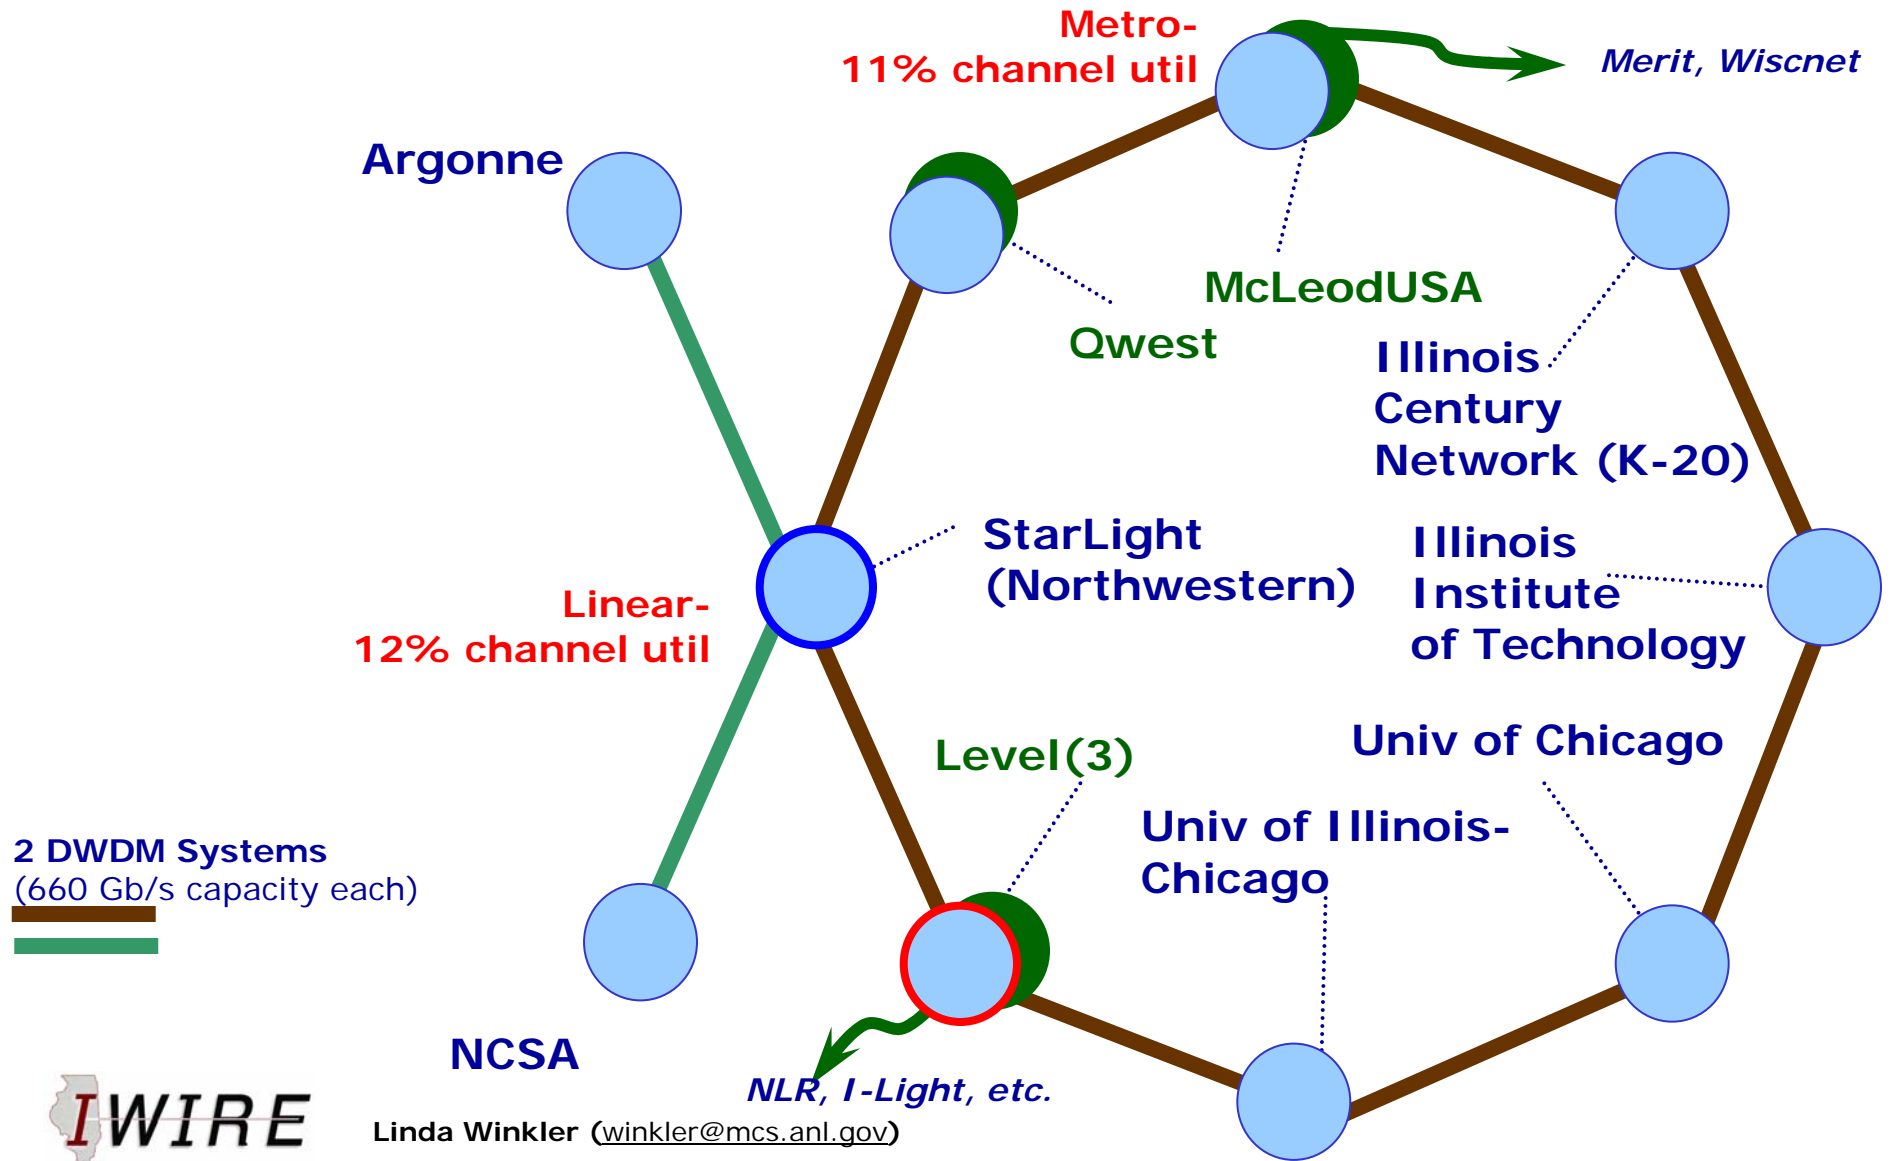 Metro-
11% channel util
Merit, Wiscnet
Argonne
McLeodUSA
Qwest
Illinois
Century
Network (K-20)
StarLight
(Northwestern)
Illinois
Institute
of Technology
Linear-
12% channel util
Level(3)
Univ of Chicago
Univ of Illinois-
Chicago
2 DWDM Systems
(660 Gb/s capacity each)
NCSA
NLR, I-Light, etc.
IWIRE
Linda Winkler (winkler@mcs.anl.gov)